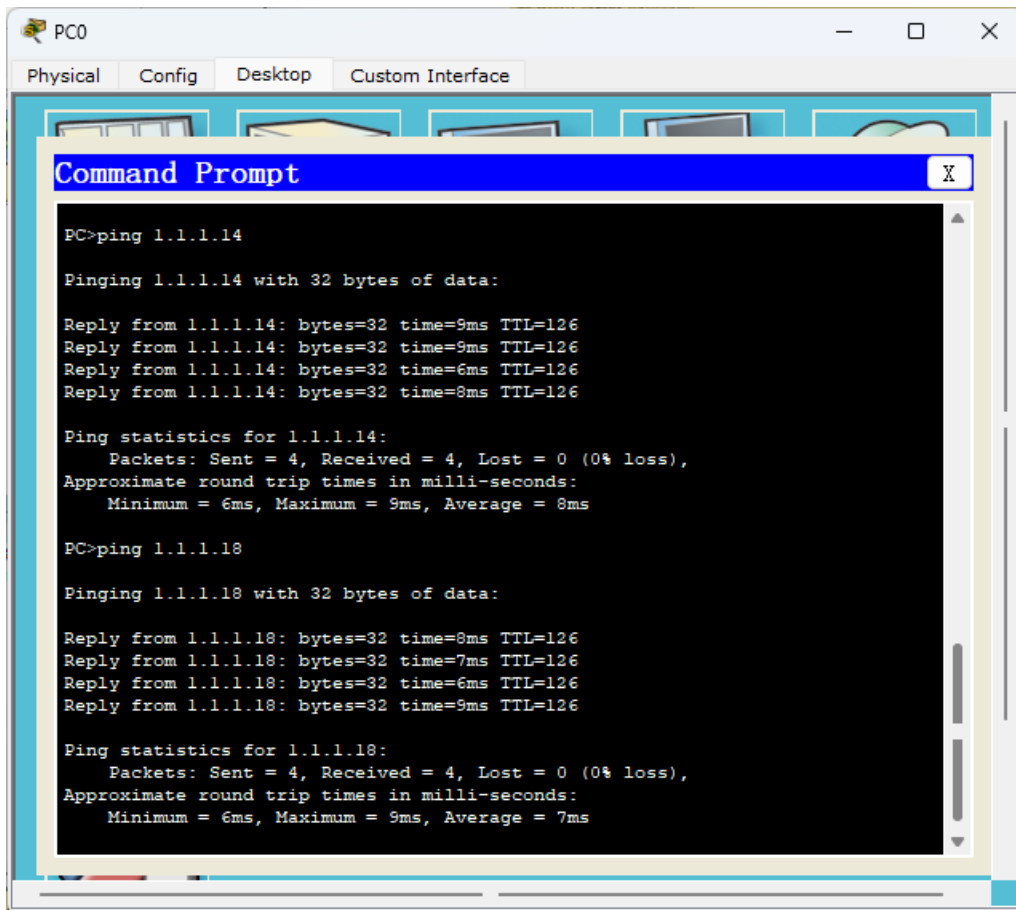 PC0
Physical Config Desktop Custom Interface
Command Prompt
X
PC>ping 1.1.1.14
Pinging 1.1.1.14 with 32 bytes of data:
Reply from 1.1.1.14: bytes=32 time=9ms TTL=126
Reply from 1.1.1.14: bytes=32 time=9ms TTL=126
Reply from 1.1.1.14: bytes=32 time=6ms TTL=126
Reply from 1.1.1.14: bytes=32 time=8ms TTL=126
Ping statistics for 1.1.1.14:
Packets: Sent = 4, Received = 4, Lost = 0 (0% loss),
Approximate round trip times in milli-seconds:
Minimum = 6ms, Maximum = 9ms, Average = 8ms
PC>ping 1.1.1.18
Pinging 1.1.1.18 with 32 bytes of data:
Reply from 1.1.1.18: bytes=32 time=8ms TTL=126
Reply from 1.1.1.18: bytes=32 time=7ms TTL=126
Reply from 1.1.1.18: bytes=32 time=6ms TTL=126
Reply from 1.1.1.18: bytes=32 time=9ms TTL=126
Ping statistics for 1.1.1.18:
Packets: Sent = 4, Received = 4, Lost = 0 (0% loss),
Approximate round trip times in milli-seconds:
Minimum = 6ms, Maximum = 9ms, Average = 7ms